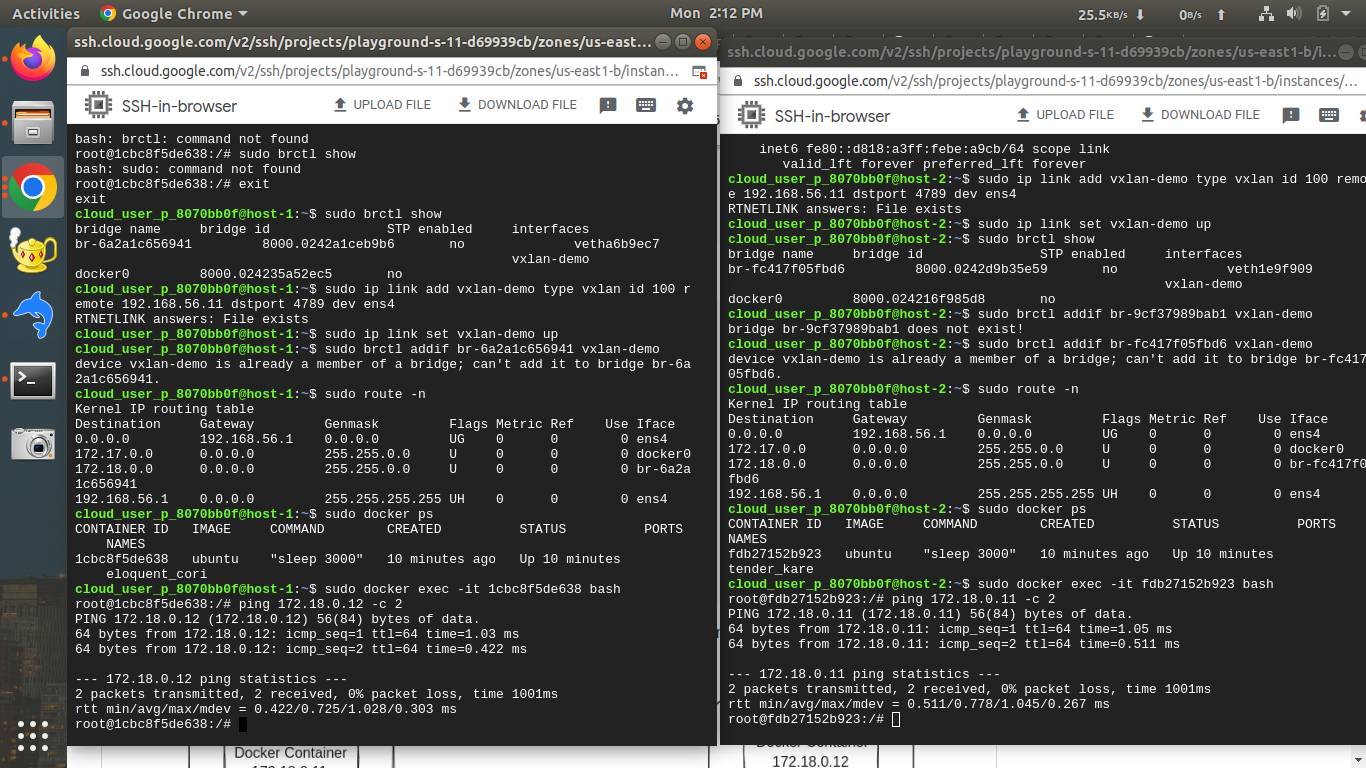 Activities Google Chrome Mon 2:12 PM 25.5KB/s 0B/s
ssh.cloud.google.com/v2/ssh/projects/playground-s-11-d69939cb/zones/us-east...
ssh.cloud.google.com/v2/ssh/projects/playground-s-11-d69939cb/zones/us-east1-b/instan...
SSH-in-browser UPLOAD FILE DOWNLOAD FILE
bash: brctl: command not found
root@1cbc8f5de638:/# sudo brctl show
bash: sudo: command not found
root@1cbc8f5de638:/# exit
exit
cloud_user_p_8070bb0f@host-1:~$ sudo brctl show
bridge name bridge id STP enabled interfaces
br-6a2a1c656941 8000.0242a1ceb9b6 no vetha6b9ec7
vxlan-demo
docker0 8000.024235a52ec5 no
cloud_user_p_8070bb0f@host-1:~$ sudo ip link add vxlan-demo type vxlan id 100 r
emote 192.168.56.11 dstport 4789 dev ens4
RTNETLINK answers: File exists
cloud_user_p_8070bb0f@host-1:~$ sudo ip link set vxlan-demo up
cloud_user_p_8070bb0f@host-1:~$ sudo brctl addif br-6a2a1c656941 vxlan-demo
device vxlan-demo is already a member of a bridge; can't add it to bridge br-6a
2a1c656941.
cloud_user_p_8070bb0f@host-1:~$ sudo route -n
Kernel IP routing table
Destination Gateway Genmask Flags Metric Ref Use Iface
0.0.0.0 192.168.56.1 0.0.0.0 UG 0 0 0 ens4
172.17.0.0 0.0.0.0 255.255.0.0 U 0 0 0 docker0
172.18.0.0 0.0.0.0 255.255.0.0 U 0 0 0 br-6a2a
1c656941
192.168.56.1 0.0.0.0 255.255.255.255 UH 0 0 0 ens4
cloud_user_p_8070bb0f@host-1:~$ sudo docker ps
CONTAINER ID IMAGE COMMAND CREATED STATUS PORTS
NAMES
1cbc8f5de638 ubuntu "sleep 3000" 10 minutes ago Up 10 minutes
eloquent_cori
cloud_user_p_8070bb0f@host-1:~$ sudo docker exec -it 1cbc8f5de638 bash
root@1cbc8f5de638:/# ping 172.18.0.12 -c 2
PING 172.18.0.12 (172.18.0.12) 56(84) bytes of data.
64 bytes from 172.18.0.12: icmp_seq=1 ttl=64 time=1.03 ms
64 bytes from 172.18.0.12: icmp_seq=2 ttl=64 time=0.422 ms
--- 172.18.0.12 ping statistics ---
2 packets transmitted, 2 received, 0% packet loss, time 1001ms
rtt min/avg/max/mdev = 0.422/0.725/1.028/0.303 ms
root@1cbc8f5de638:/#
ssh.cloud.google.com/v2/ssh/projects/playground-s-11-d69939cb/zones/us-east1-b/i...
ssh.cloud.google.com/v2/ssh/projects/playground-s-11-d69939cb/zones/us-east1-b/instances/...
SSH-in-browser UPLOAD FILE DOWNLOAD FILE
inet6 fe80::d818:a3ff:febe:a9cb/64 scope link
valid_lft forever preferred_lft forever
cloud_user_p_8070bb0f@host-2:~$ sudo ip link add vxlan-demo type vxlan id 100 remo
e 192.168.56.11 dstport 4789 dev ens4
RTNETLINK answers: File exists
cloud_user_p_8070bb0f@host-2:~$ sudo ip link set vxlan-demo up
cloud_user_p_8070bb0f@host-2:~$ sudo brctl show
bridge name bridge id STP enabled interfaces
br-fc417f05fbd6 8000.0242d9b35e59 no veth1e9f909
vxlan-demo
docker0 8000.024216f985d8 no
cloud_user_p_8070bb0f@host-2:~$ sudo brctl addif br-9cf37989bab1 vxlan-demo
bridge br-9cf37989bab1 does not exist!
cloud_user_p_8070bb0f@host-2:~$ sudo brctl addif br-fc417f05fbd6 vxlan-demo
device vxlan-demo is already a member of a bridge; can't add it to bridge br-fc417
05fbd6.
cloud_user_p_8070bb0f@host-2:~$ sudo route -n
Kernel IP routing table
Destination Gateway Genmask Flags Metric Ref Use Iface
0.0.0.0 192.168.56.1 0.0.0.0 UG 0 0 0 ens4
172.17.0.0 0.0.0.0 255.255.0.0 U 0 0 0 docker0
172.18.0.0 0.0.0.0 255.255.0.0 U 0 0 0 br-fc417f0
fbd6
192.168.56.1 0.0.0.0 255.255.255.255 UH 0 0 0 ens4
cloud_user_p_8070bb0f@host-2:~$ sudo docker ps
CONTAINER ID IMAGE COMMAND CREATED STATUS PORTS
NAMES
fdb27152b923 ubuntu "sleep 3000" 10 minutes ago Up 10 minutes
tender_kare
cloud_user_p_8070bb0f@host-2:~$ sudo docker exec -it fdb27152b923 bash
root@fdb27152b923:/# ping 172.18.0.11 -c 2
PING 172.18.0.11 (172.18.0.11) 56(84) bytes of data.
64 bytes from 172.18.0.11: icmp_seq=1 ttl=64 time=1.05 ms
64 bytes from 172.18.0.11: icmp_seq=2 ttl=64 time=0.511 ms
--- 172.18.0.11 ping statistics ---
2 packets transmitted, 2 received, 0% packet loss, time 1001ms
rtt min/avg/max/mdev = 0.511/0.778/1.045/0.267 ms
root@fdb27152b923:/#
Docker Container
172.18.0.11
Docker Container
172.18.0.12